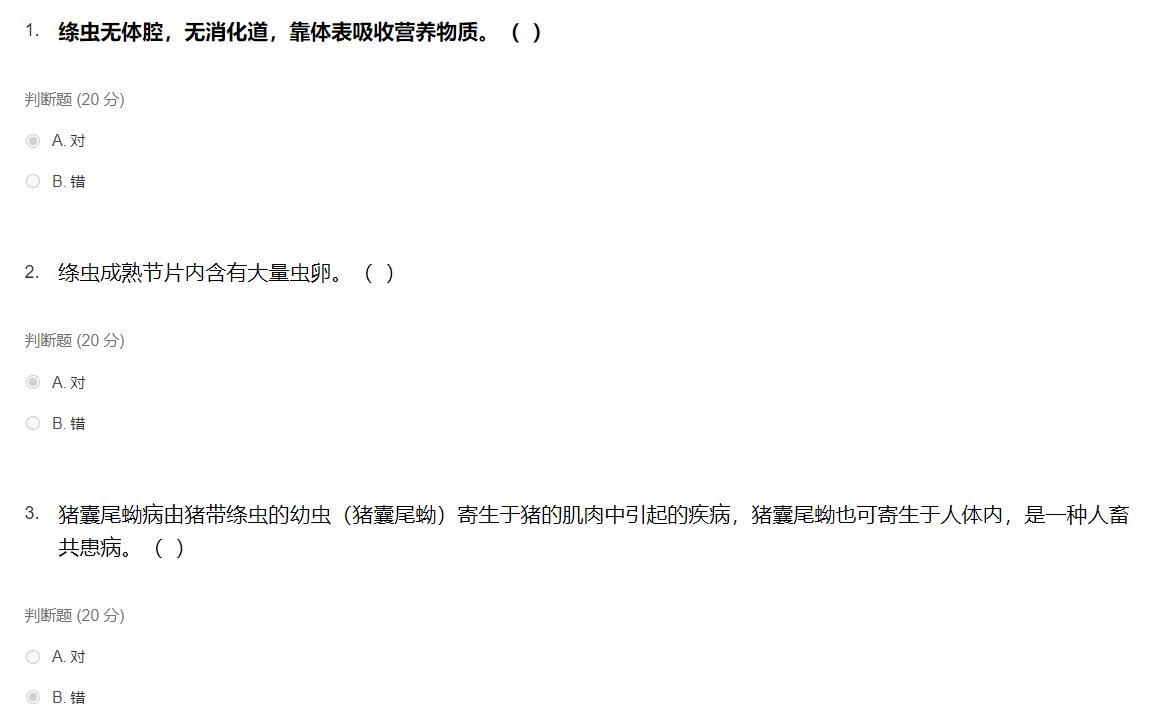 1. 绦虫无体腔，无消化道，靠体表吸收营养物质。（ ）
判断题 (20 分)
A. 对
B. 错
2. 绦虫成熟节片内含有大量虫卵。（ ）
判断题 (20 分)
A. 对
B. 错
3. 猪囊尾蚴病由猪带绦虫的幼虫（猪囊尾蚴）寄生于猪的肌肉中引起的疾病，猪囊尾蚴也可寄生于人体内，是一种人畜
共患病。（ ）
判断题 (20 分)
A. 对
B. 错